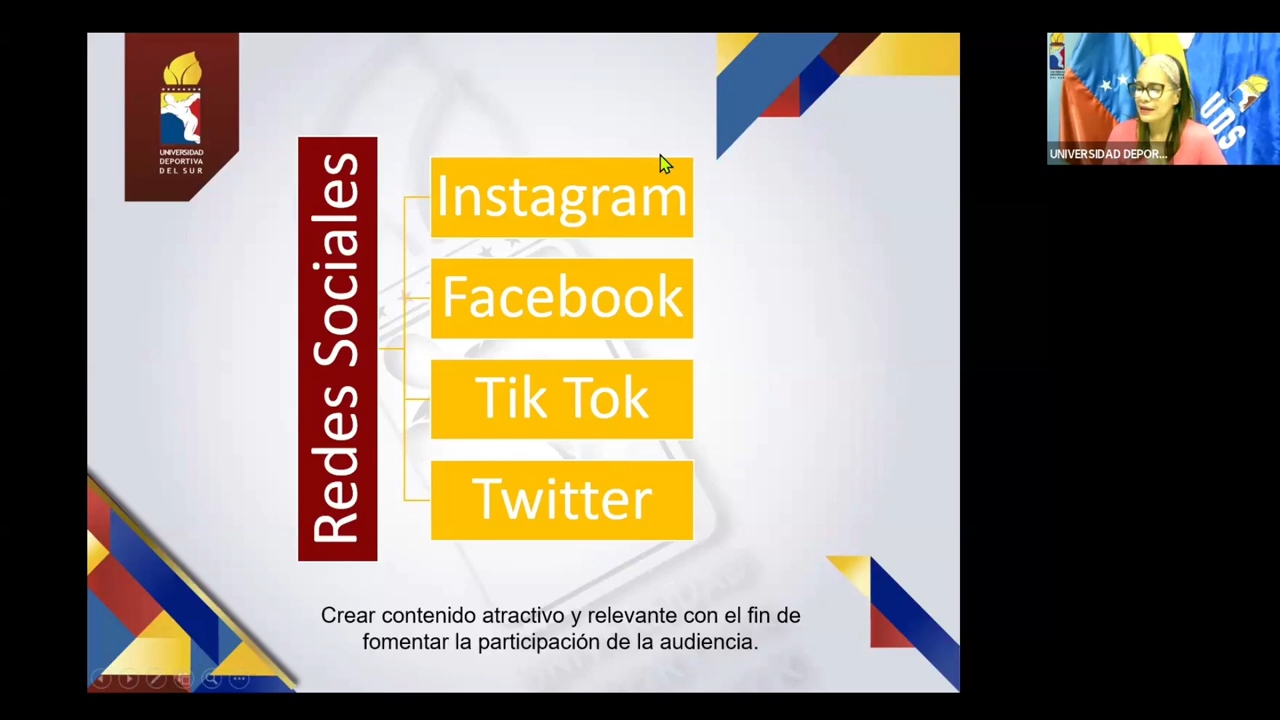 UNIVERSIDAD
DEPORTIVA
DEL SUR
Redes Sociales
Instagram
Facebook
Tik Tok
Twitter
Crear contenido atractivo y relevante con el fin de
fomentar la participación de la audiencia.
UDS
UNIVERSIDAD DEPOR...